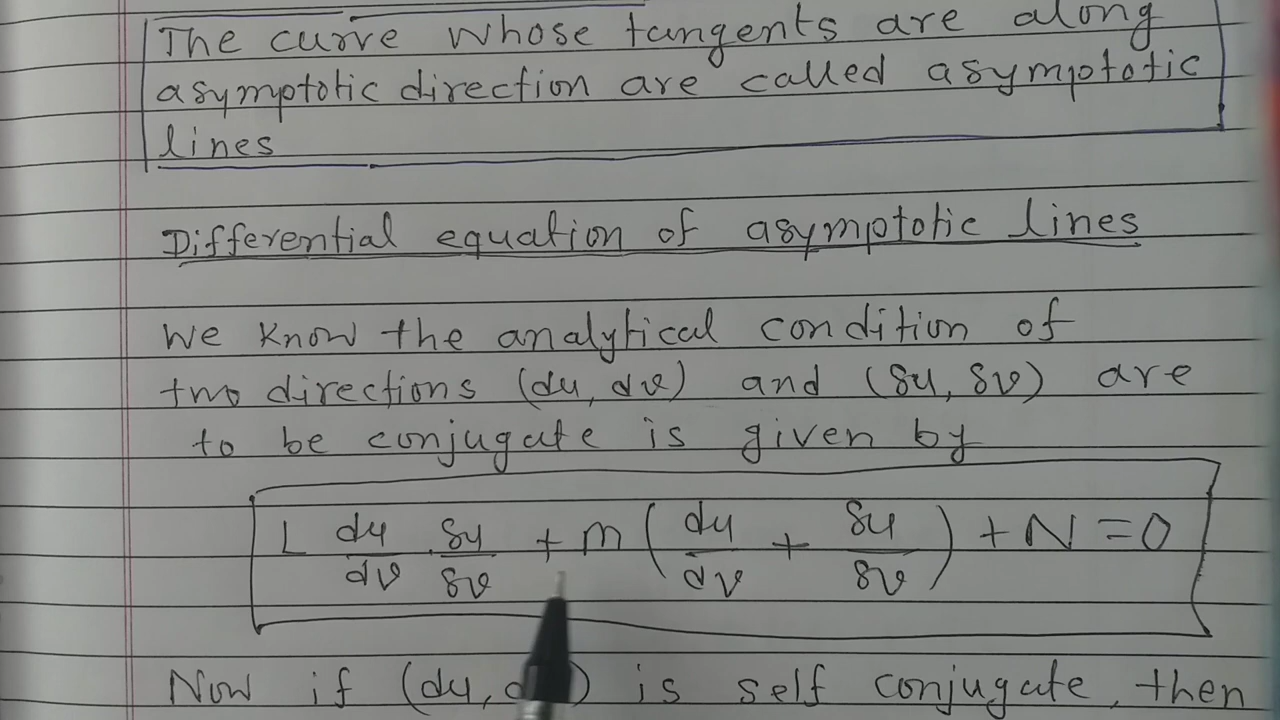 The curve whose tangents are along
asymptotic direction are called asymptotic
lines
Differential equation of asymptotic lines
We know the analytical condition of
two directions (du, dv) and (δu, δv) are
to be conjugate is given by
L du/dv . δu/δv + m (du/dv + δu/δv) + N = 0
Now if (du, d ) is self conjugate, then